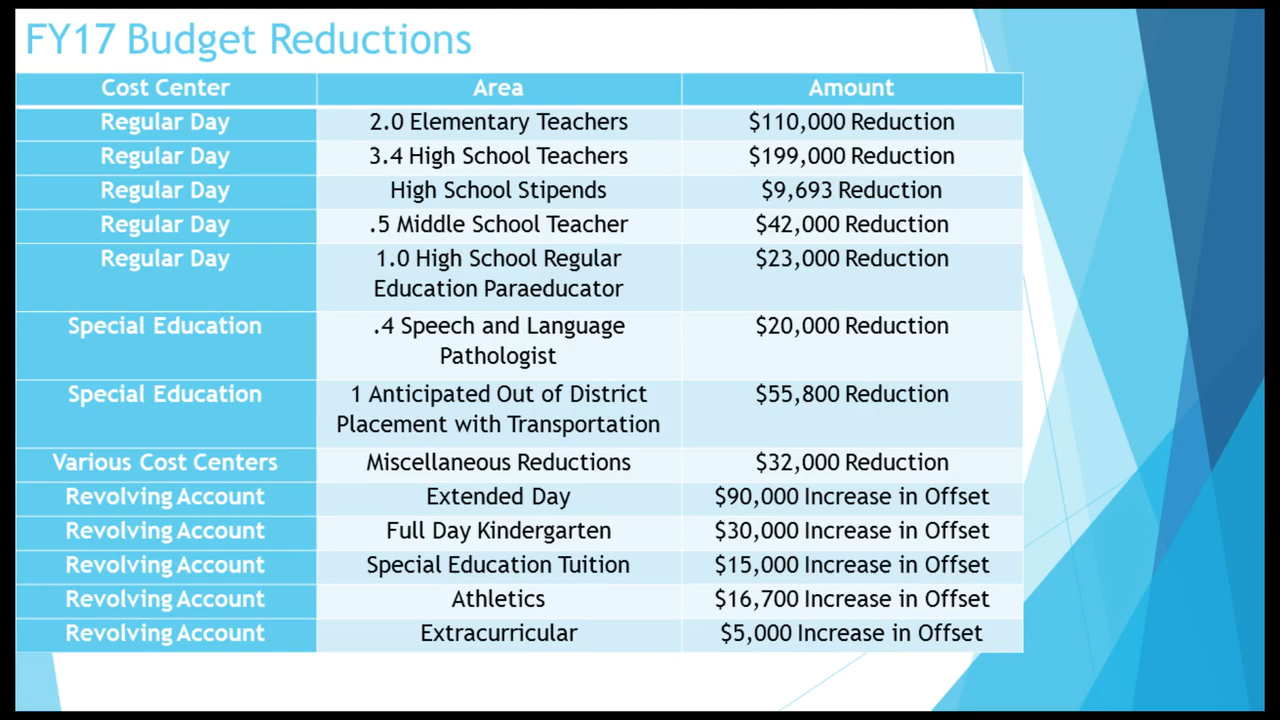 FY17 Budget Reductions
Cost Center Area Amount
Regular Day 2.0 Elementary Teachers $110,000 Reduction
Regular Day 3.4 High School Teachers $199,000 Reduction
Regular Day High School Stipends $9,693 Reduction
Regular Day .5 Middle School Teacher $42,000 Reduction
Regular Day 1.0 High School Regular $23,000 Reduction
Education Paraeducator
Special Education .4 Speech and Language $20,000 Reduction
Pathologist
Special Education 1 Anticipated Out of District $55,800 Reduction
Placement with Transportation
Various Cost Centers Miscellaneous Reductions $32,000 Reduction
Revolving Account Extended Day $90,000 Increase in Offset
Revolving Account Full Day Kindergarten $30,000 Increase in Offset
Revolving Account Special Education Tuition $15,000 Increase in Offset
Revolving Account Athletics $16,700 Increase in Offset
Revolving Account Extracurricular $5,000 Increase in Offset